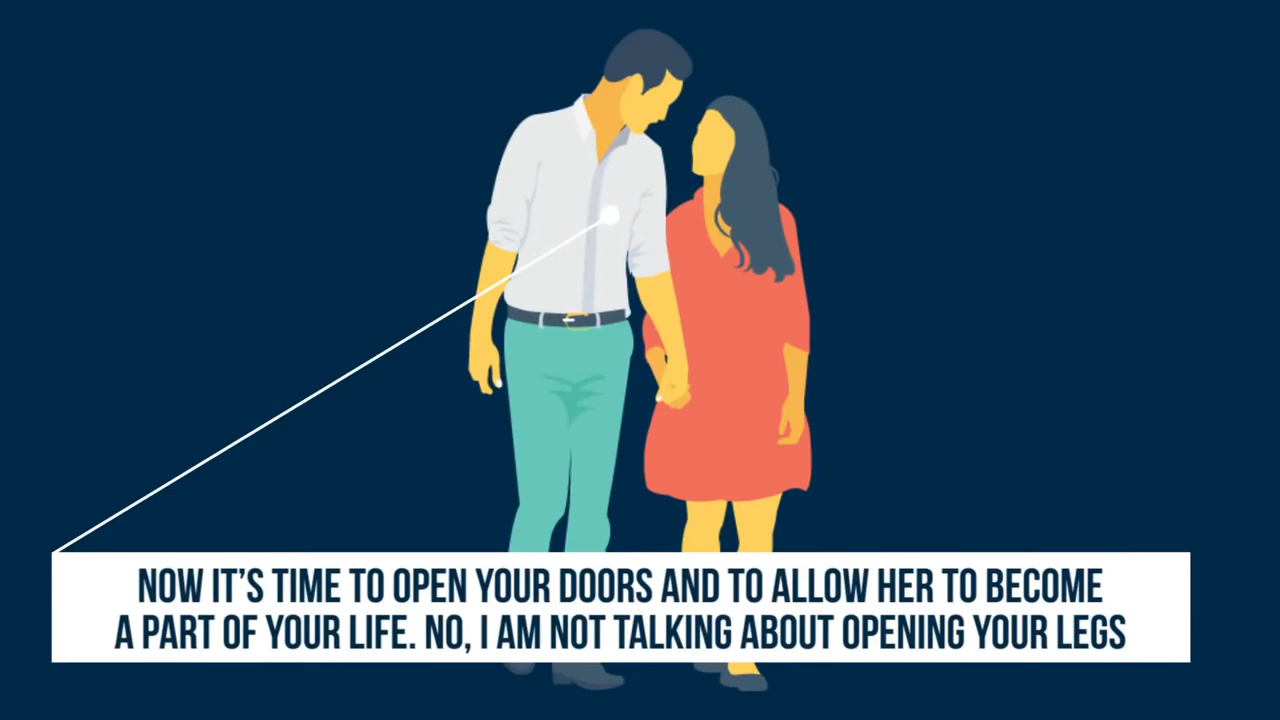 NOW IT'S TIME TO OPEN YOUR DOORS AND TO ALLOW HER TO BECOME
A PART OF YOUR LIFE. NO, I AM NOT TALKING ABOUT OPENING YOUR LEGS